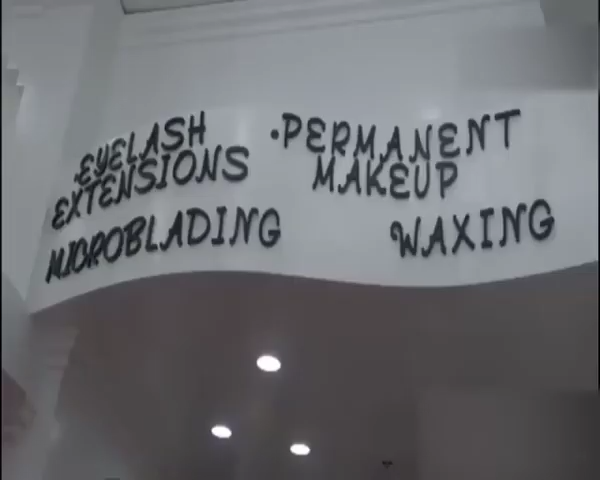 •EYELASH
EXTENSIONS
MICROBLADING
•PERMANENT
MAKEUP
WAXING